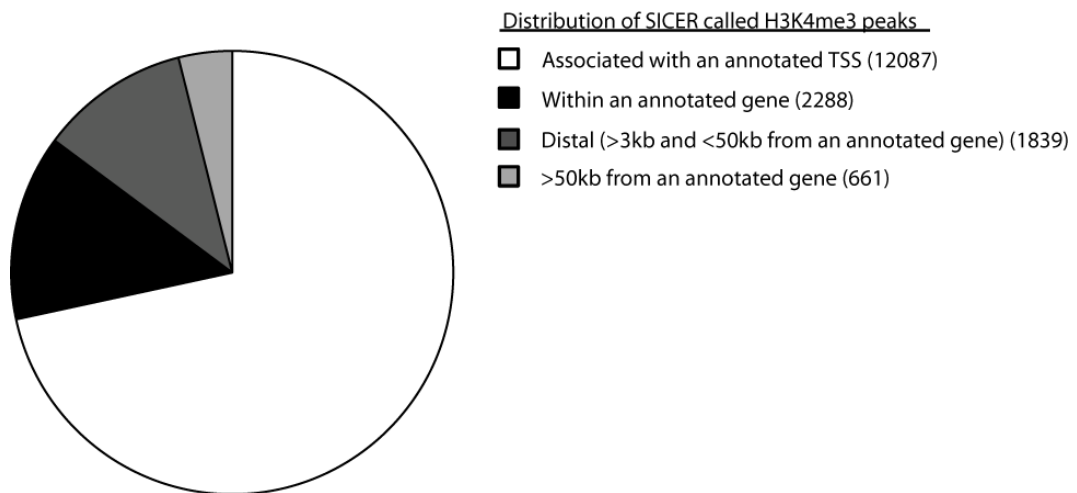 Distribution of SICER called H3K4me3 peaks
Associated with an annotated TSS (12087)
Within an annotated gene (2288)
Distal (>3kb and <50kb from an annotated gene) (1839)
>50kb from an annotated gene (661)